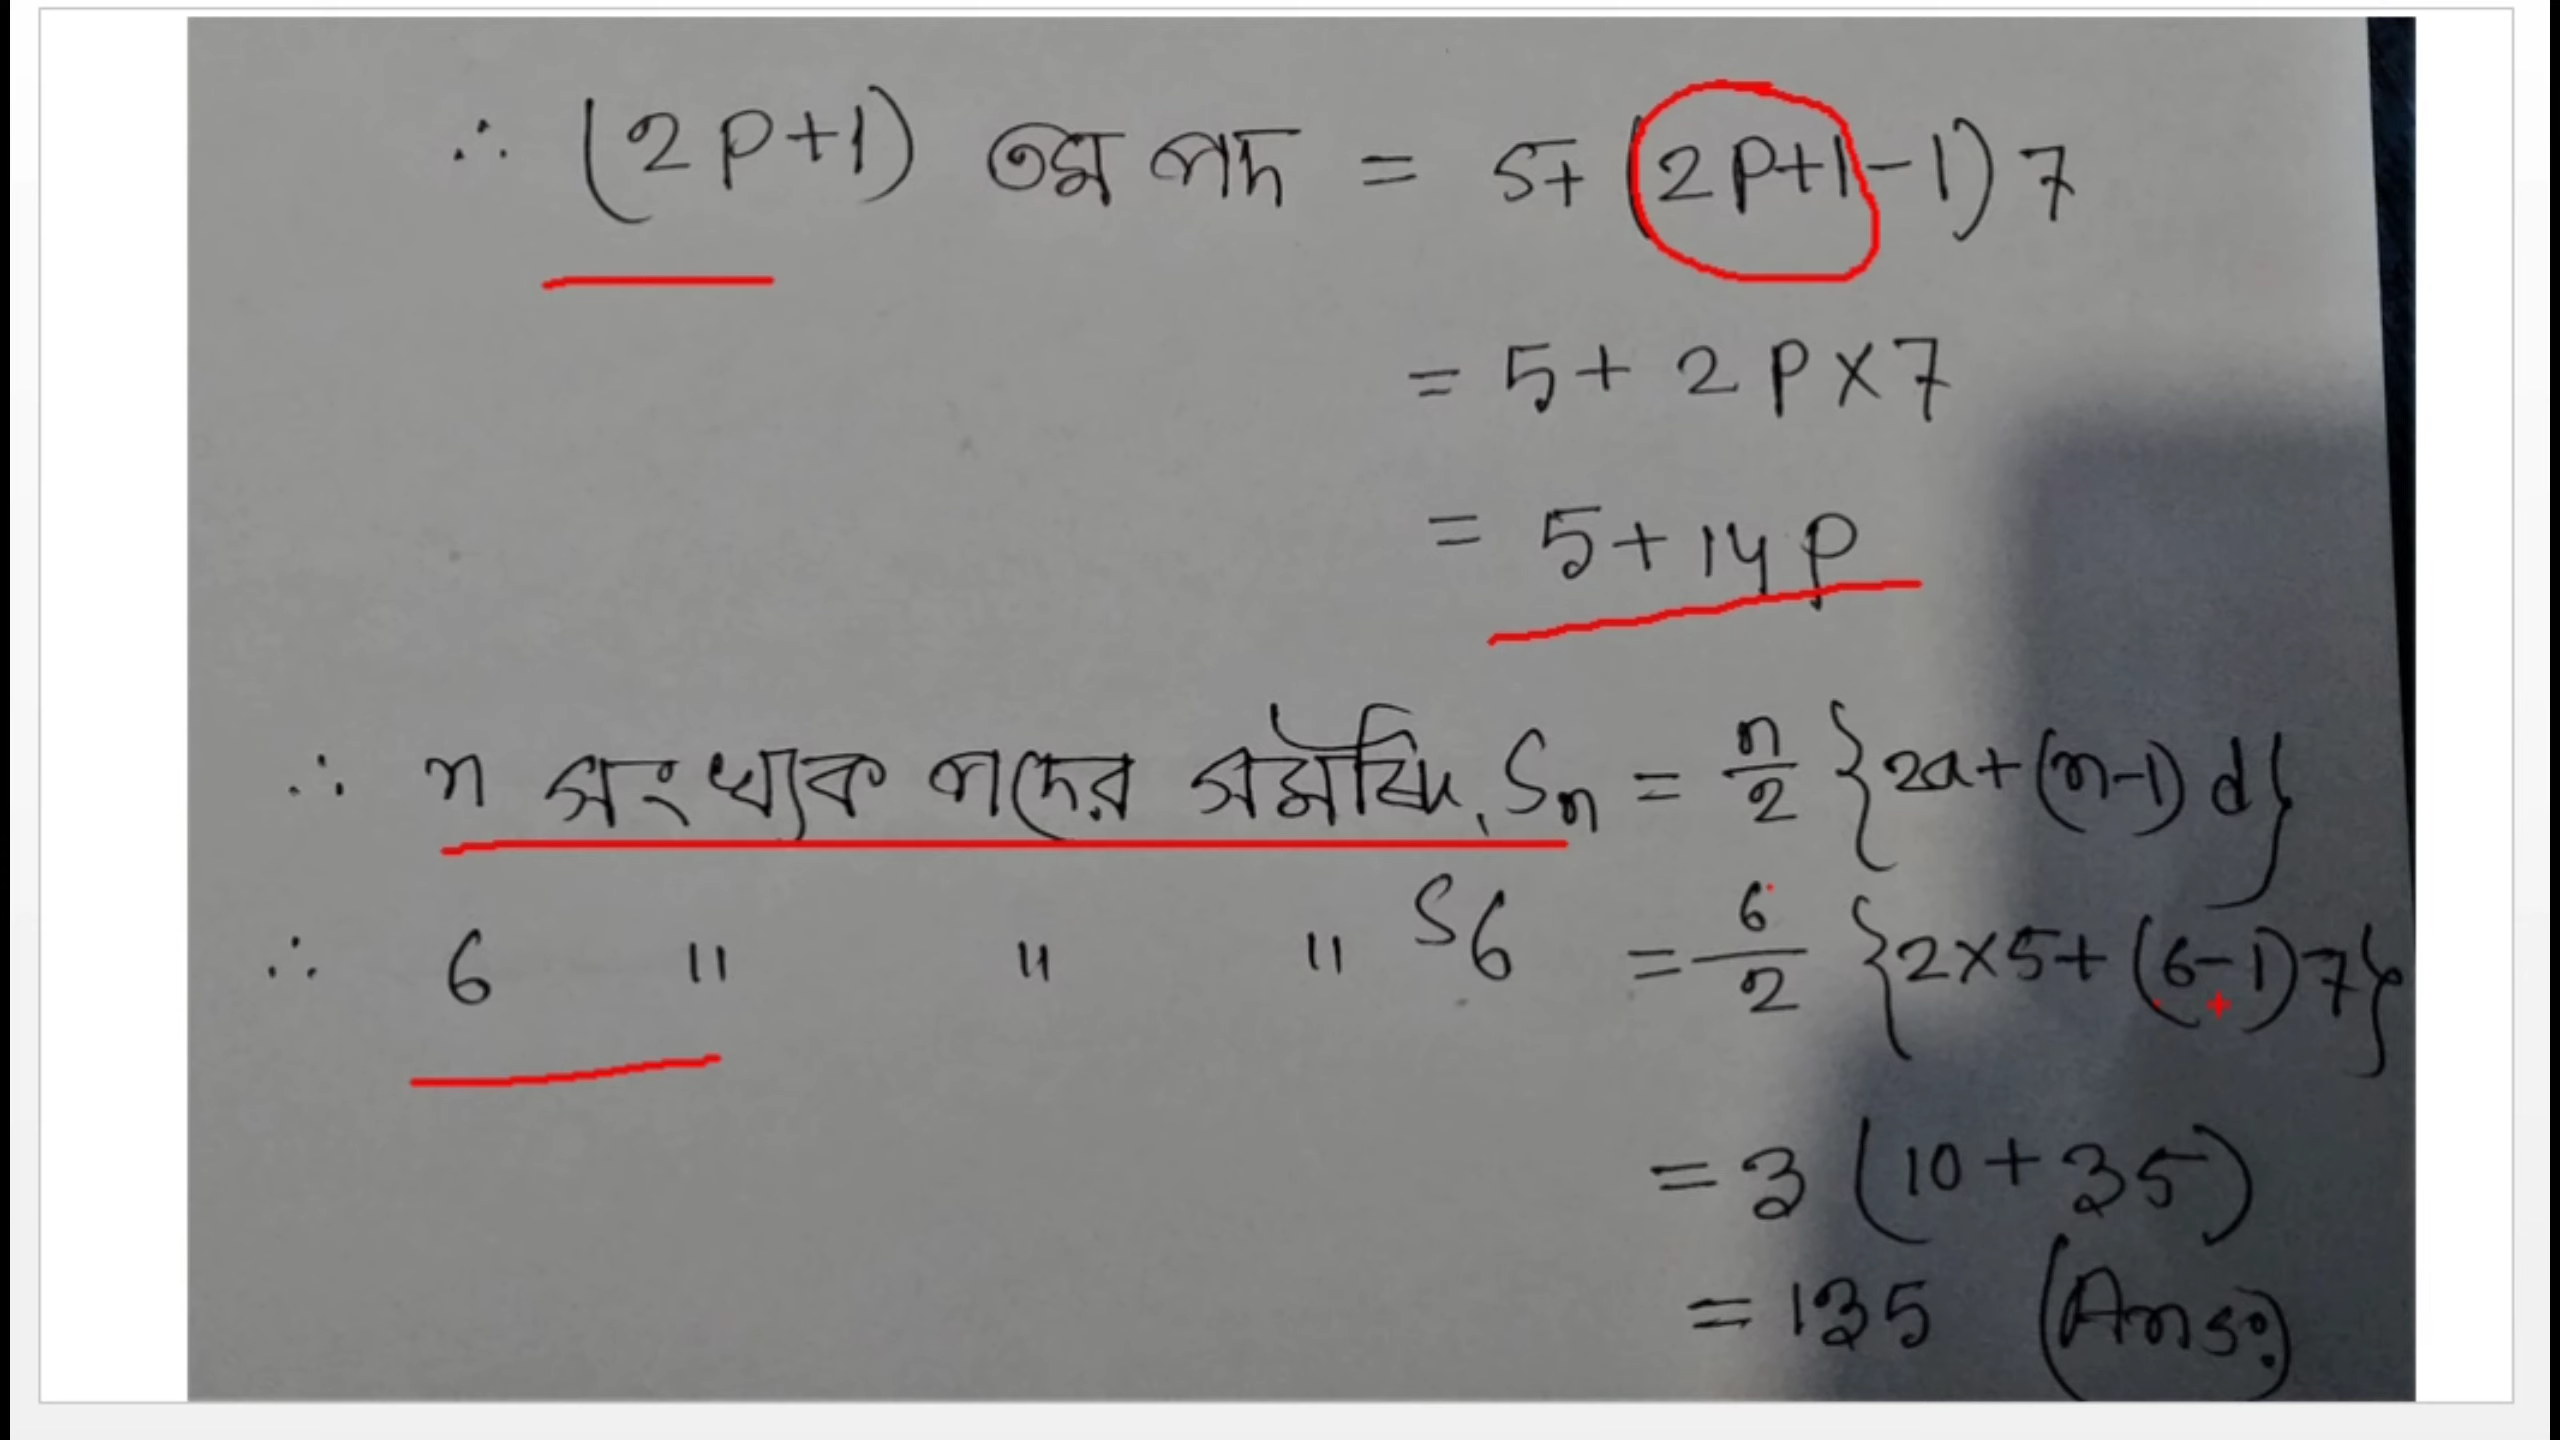 ∴ (2P+1) তম পদ = 5+(2P+1-1)7
= 5+2P×7
= 5+14P
∴ n সংখ্যক পদের সমষ্টি, Sn = n/2 {2a+(n-1)d}
∴ 6 " " " S6 = 6/2 {2×5+(6-1)7}
= 3(10+35)
= 135 (Ans:)